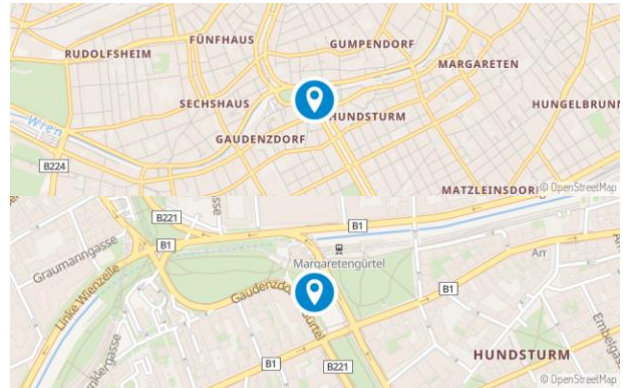 FÜNFHAUS
GUMPENDORF
RUDOLFSHEIM
MARGARETEN
SECHSHAUS
HUNGELBRUNN
HUNDSTURM
Wien
GAUDENZDORF
B224
MATZLEINSDORF
© OpenStreetMap
B221
B1
B1
Graumanngasse
Margaretengürtel
Linke Wienzeile
Gaudenzdorfer Gürtel
B1
Embelgasse
HUNDSTURM
B1
B221
© OpenStreetMap